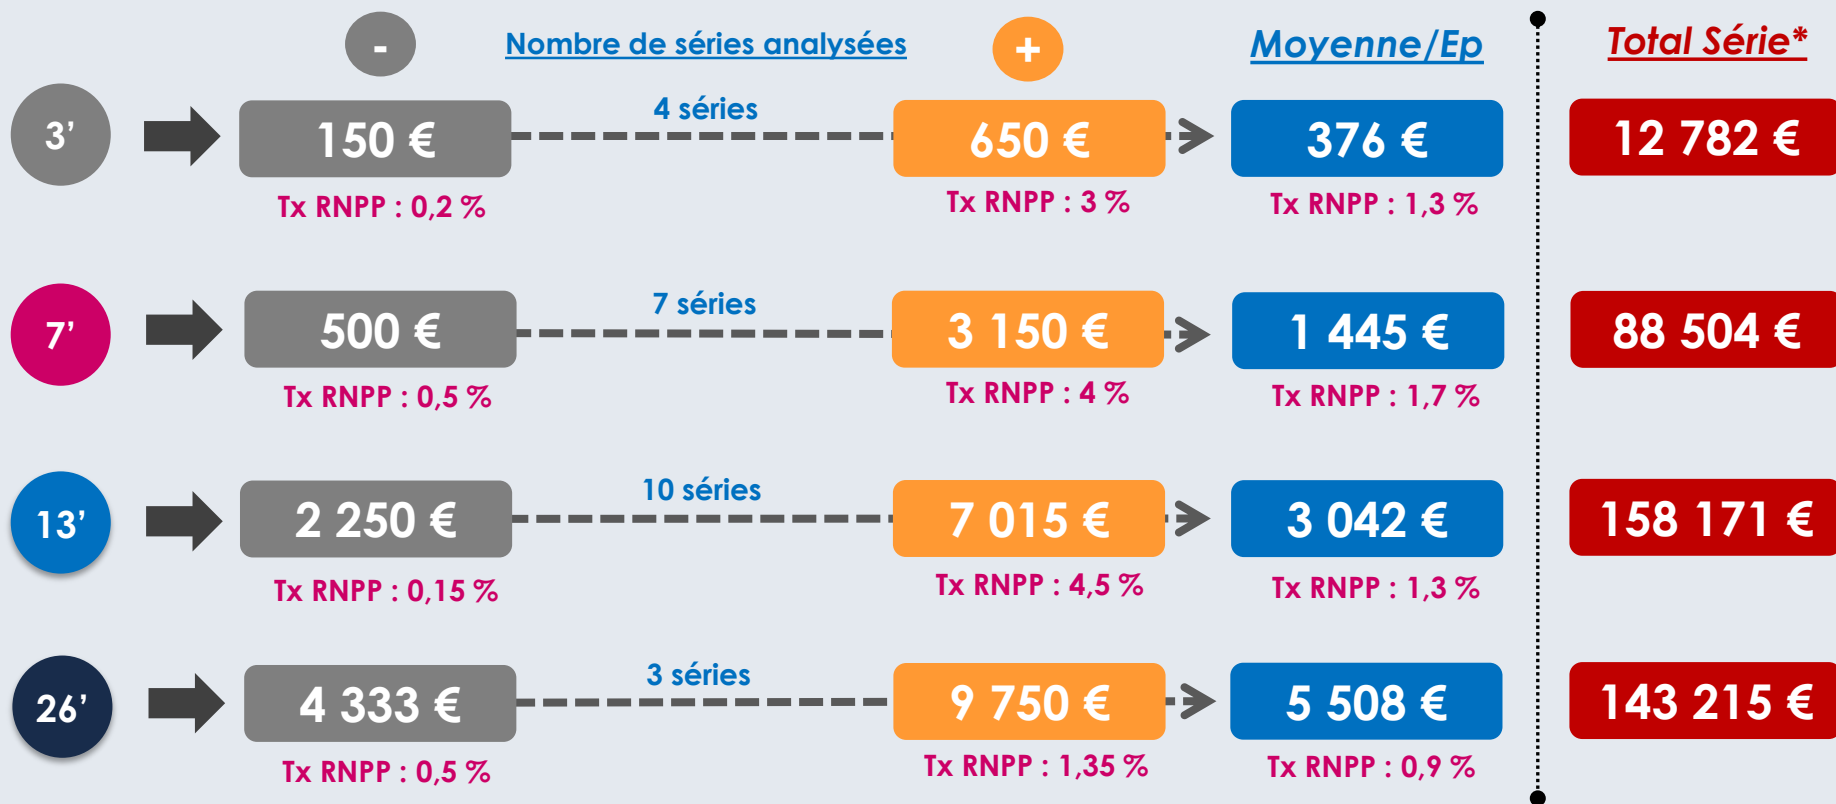 -
Nombre de séries analysées
+
Moyenne/Ep
Total Série*
3’
150 €
4 séries
650 €
376 €
12 782 €
Tx RNPP : 0,2 %
Tx RNPP : 3 %
Tx RNPP : 1,3 %
7’
500 €
7 séries
3 150 €
1 445 €
88 504 €
Tx RNPP : 0,5 %
Tx RNPP : 4 %
Tx RNPP : 1,7 %
13’
2 250 €
10 séries
7 015 €
3 042 €
158 171 €
Tx RNPP : 0,15 %
Tx RNPP : 4,5 %
Tx RNPP : 1,3 %
26’
4 333 €
3 séries
9 750 €
5 508 €
143 215 €
Tx RNPP : 0,5 %
Tx RNPP : 1,35 %
Tx RNPP : 0,9 %